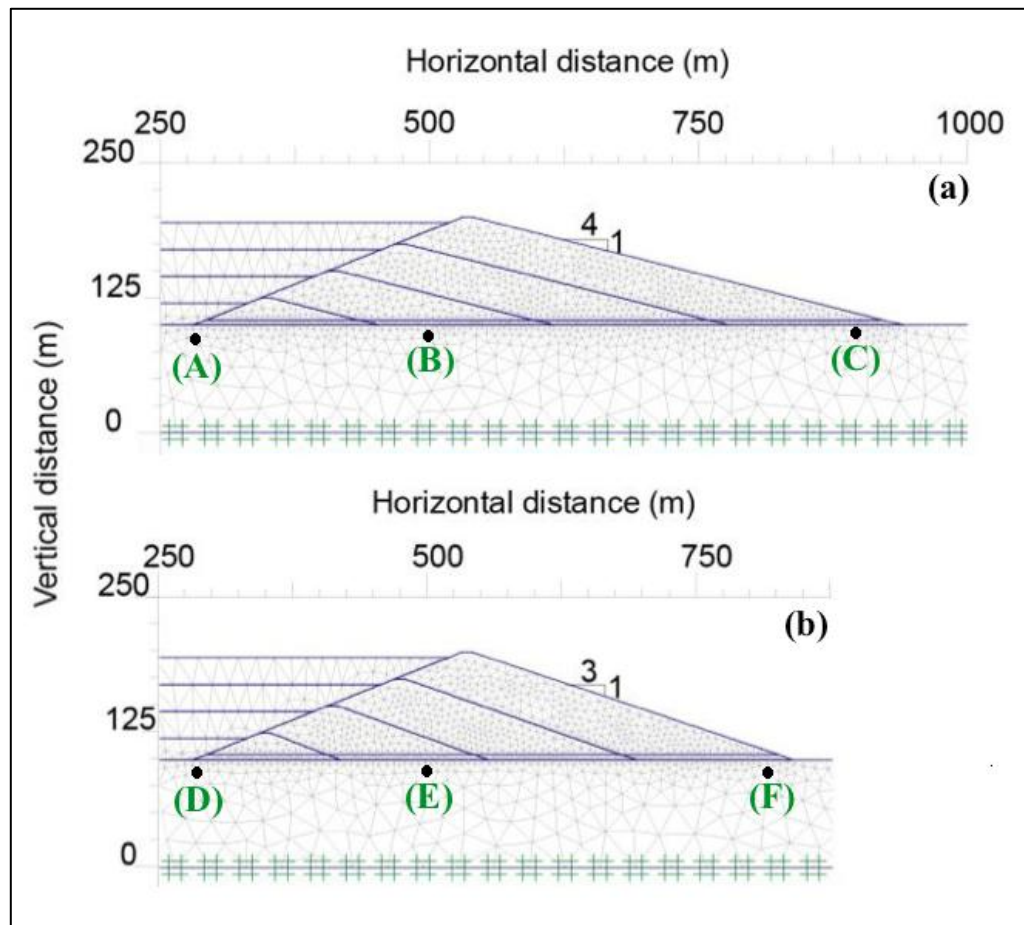 Horizontal distance (m)
250 500 750 1000
250
(a)
4
1
125
(A) (B) (C)
0
Vertical distance (m)
Horizontal distance (m)
250 500 750
250
(b)
3
1
125
(D) (E) (F)
0